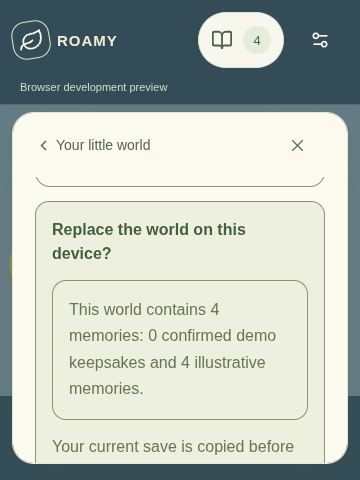 ROAMY
4
Browser development preview
Your little world
Replace the world on this
device?
This world contains 4
memories: 0 confirmed demo
keepsakes and 4 illustrative
memories.
Your current save is copied before